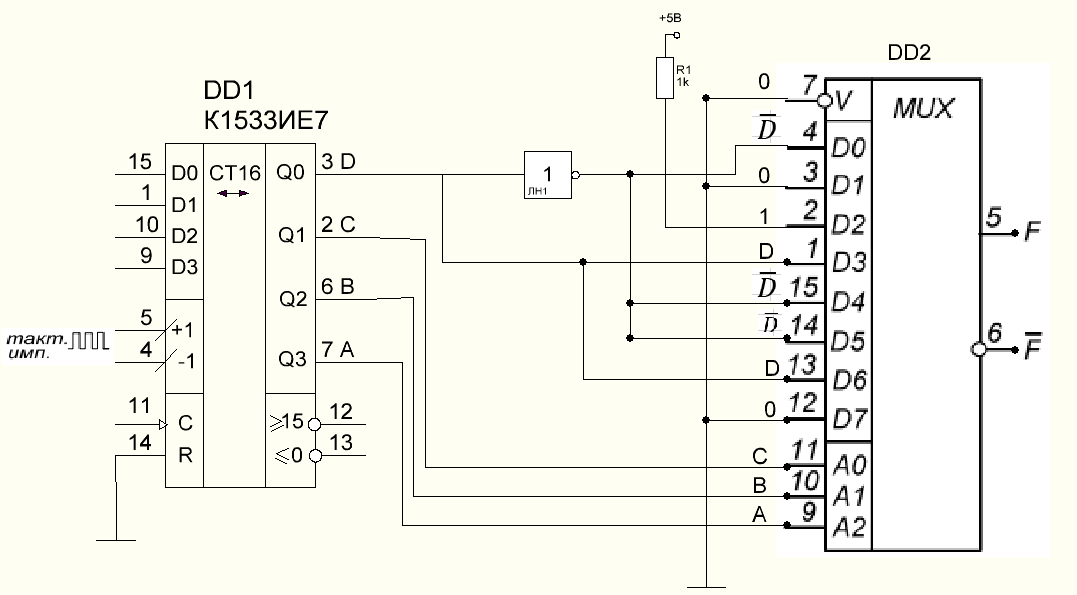 +5В
R1
1k
DD1
К1533ИЕ7
DD2
15 D0 CT16 Q0 3 D
1 D1
10 D2 Q1 2 C
9 D3
Q2 6 B
5 +1
4 -1 Q3 7 A
такт.
имп.
11 C ≥15 12
14 R ≤0 13
1
ЛН1
0 7 V MUX
D̅ 4 D0
0 3 D1
1 2 D2
D 1 D3
D̅ 15 D4
D̅ 14 D5
D 13 D6
0 12 D7
C 11 A0
B 10 A1
A 9 A2
5 F
6 F̅